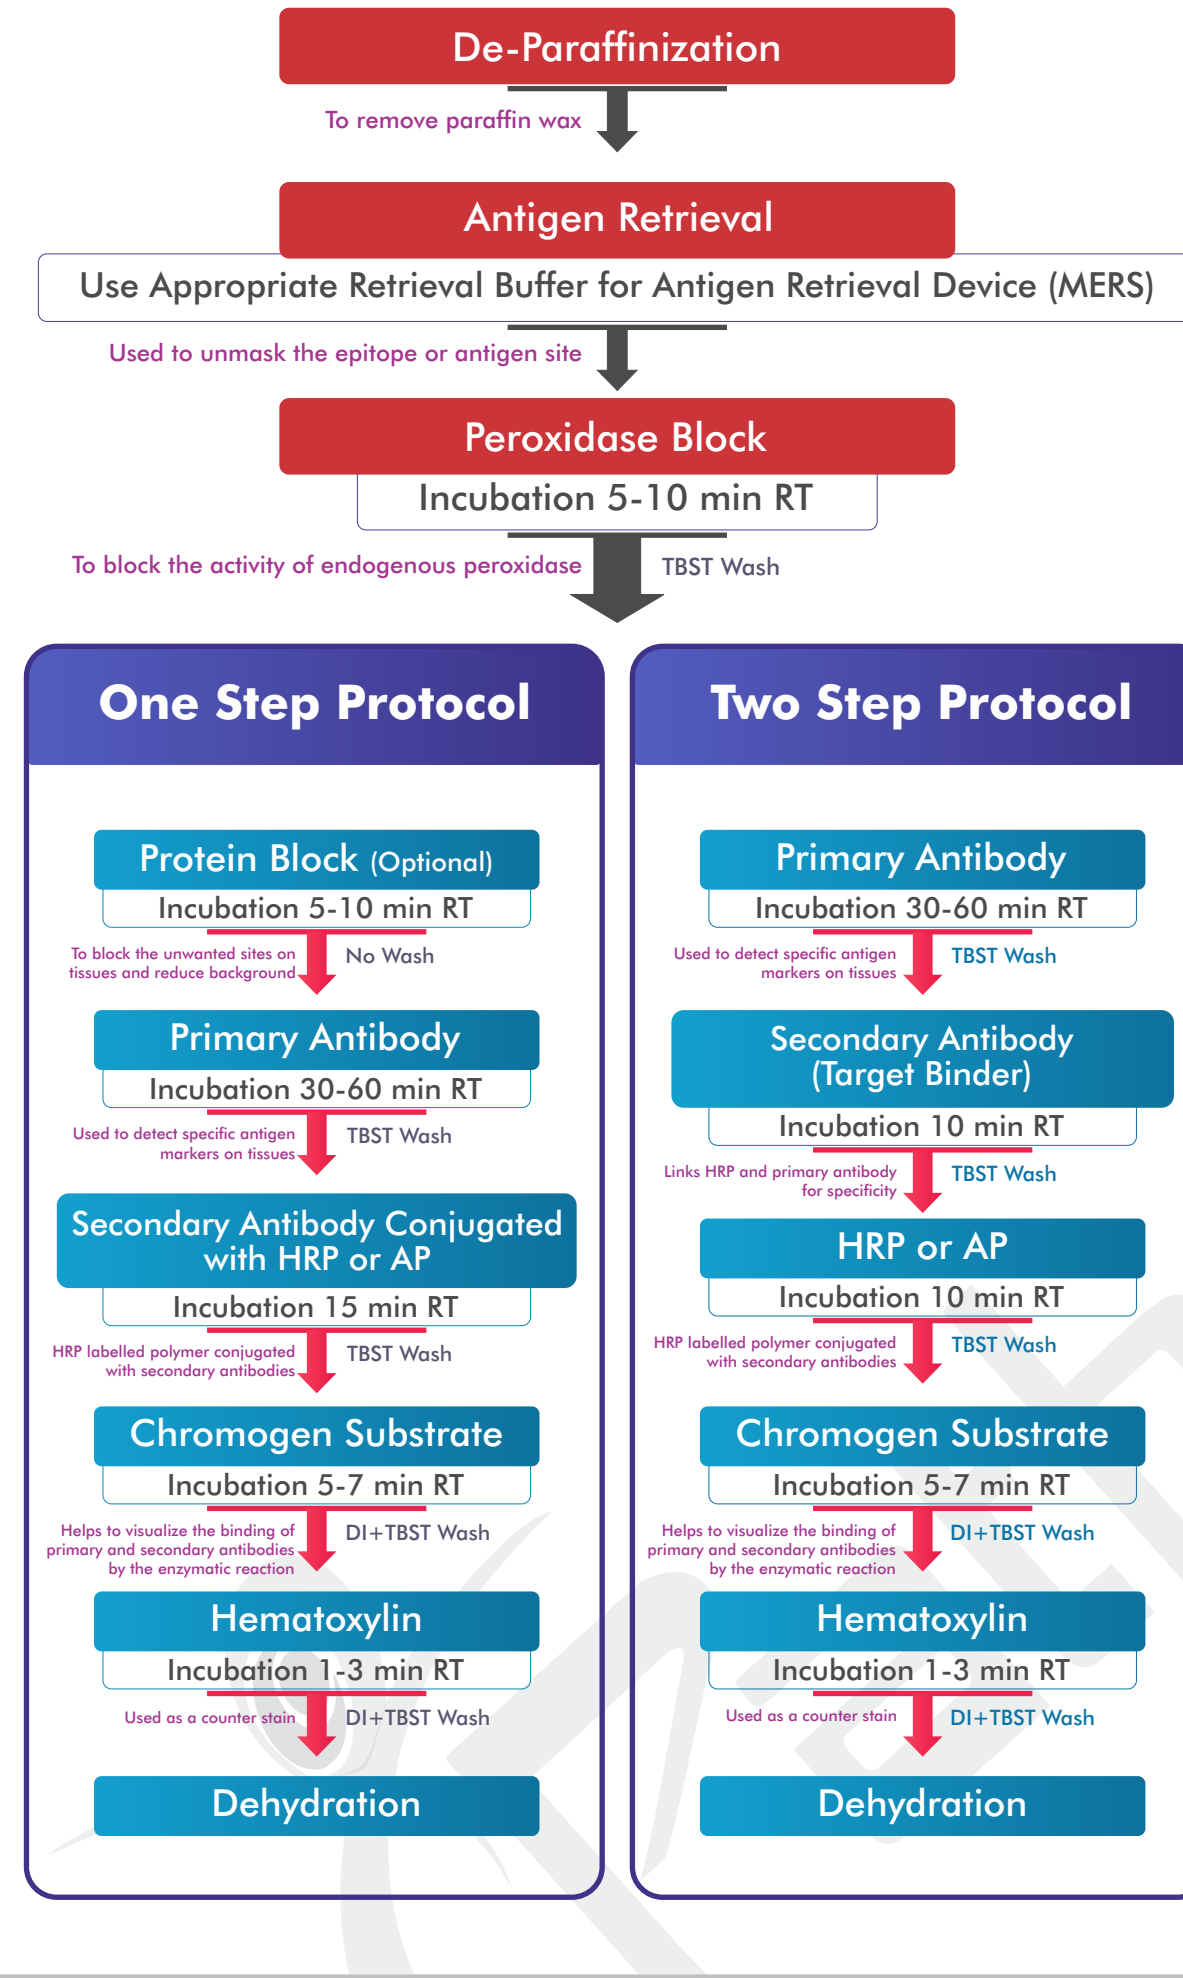 De-Paraffinization
To remove paraffin wax
Antigen Retrieval
Use Appropriate Retrieval Buffer for Antigen Retrieval Device (MERS)
Used to unmask the epitope or antigen site
Peroxidase Block
Incubation 5-10 min RT
To block the activity of endogenous peroxidase
TBST Wash
One Step Protocol
Protein Block (Optional)
Incubation 5-10 min RT
To block the unwanted sites on
tissues and reduce background
No Wash
Primary Antibody
Incubation 30-60 min RT
Used to detect specific antigen
markers on tissues
TBST Wash
Secondary Antibody Conjugated
with HRP or AP
Incubation 15 min RT
HRP labelled polymer conjugated
with secondary antibodies
TBST Wash
Chromogen Substrate
Incubation 5-7 min RT
Helps to visualize the binding of
primary and secondary antibodies
by the enzymatic reaction
DI+TBST Wash
Hematoxylin
Incubation 1-3 min RT
Used as a counter stain
DI+TBST Wash
Dehydration
Two Step Protocol
Primary Antibody
Incubation 30-60 min RT
Used to detect specific antigen
markers on tissues
TBST Wash
Secondary Antibody
(Target Binder)
Incubation 10 min RT
Links HRP and primary antibody
for specificity
TBST Wash
HRP or AP
Incubation 10 min RT
HRP labelled polymer conjugated
with secondary antibodies
TBST Wash
Chromogen Substrate
Incubation 5-7 min RT
Helps to visualize the binding of
primary and secondary antibodies
by the enzymatic reaction
DI+TBST Wash
Hematoxylin
Incubation 1-3 min RT
Used as a counter stain
DI+TBST Wash
Dehydration